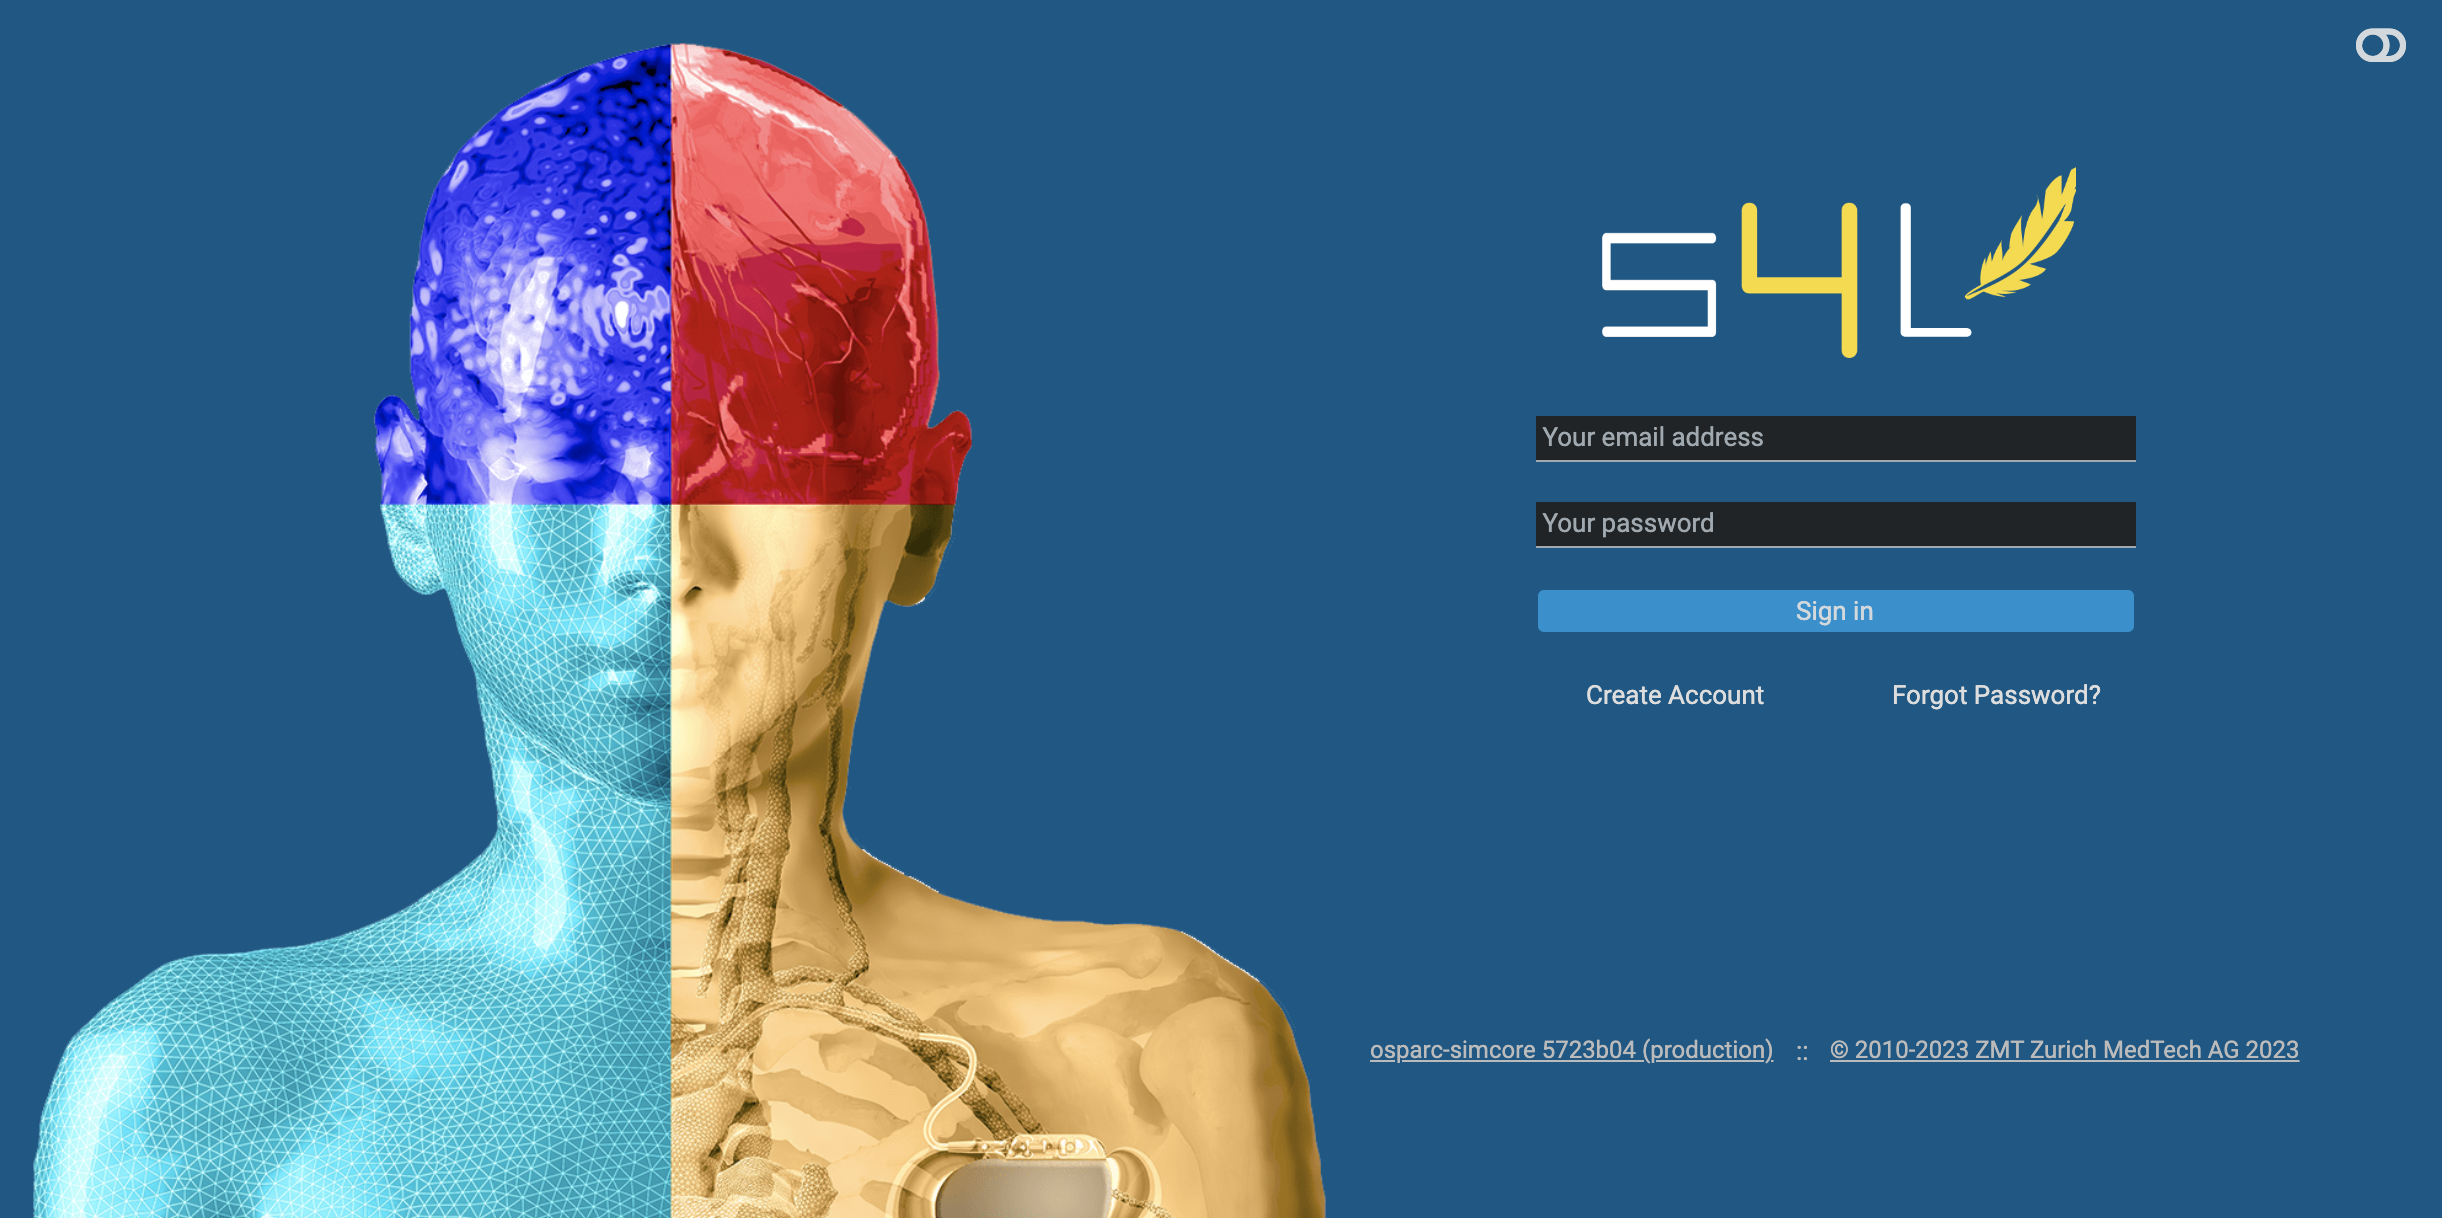 S4L
Your email address
Your password
Sign in
Create Account Forgot Password?
osparc-simcore 5723b04 (production) :: © 2010-2023 ZMT Zurich MedTech AG 2023